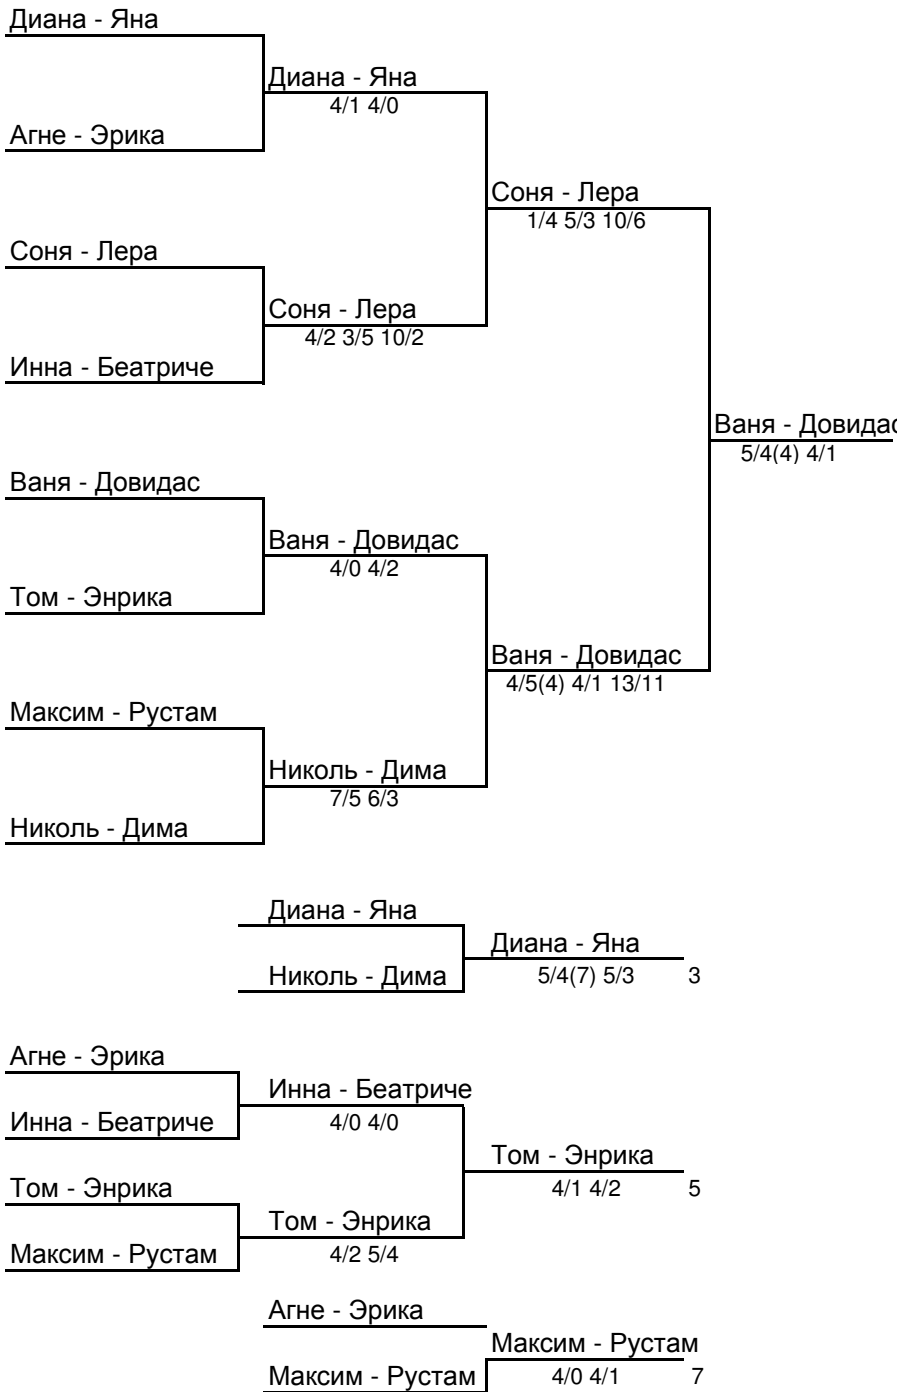 Диана - Яна
Диана - Яна
4/1 4/0
Агне - Эрика
Соня - Лера
1/4 5/3 10/6
Соня - Лера
Соня - Лера
4/2 3/5 10/2
Инна - Беатриче
Ваня - Довидас
5/4(4) 4/1
Ваня - Довидас
Ваня - Довидас
4/0 4/2
Том - Энрика
Ваня - Довидас
4/5(4) 4/1 13/11
Максим - Рустам
Николь - Дима
7/5 6/3
Николь - Дима
Диана - Яна
Диана - Яна
Николь - Дима 5/4(7) 5/3 3
Агне - Эрика
Инна - Беатриче
Инна - Беатриче 4/0 4/0
Том - Энрика
4/1 4/2 5
Том - Энрика
Том - Энрика
Максим - Рустам 4/2 5/4
Агне - Эрика
Максим - Рустам
Максим - Рустам 4/0 4/1 7